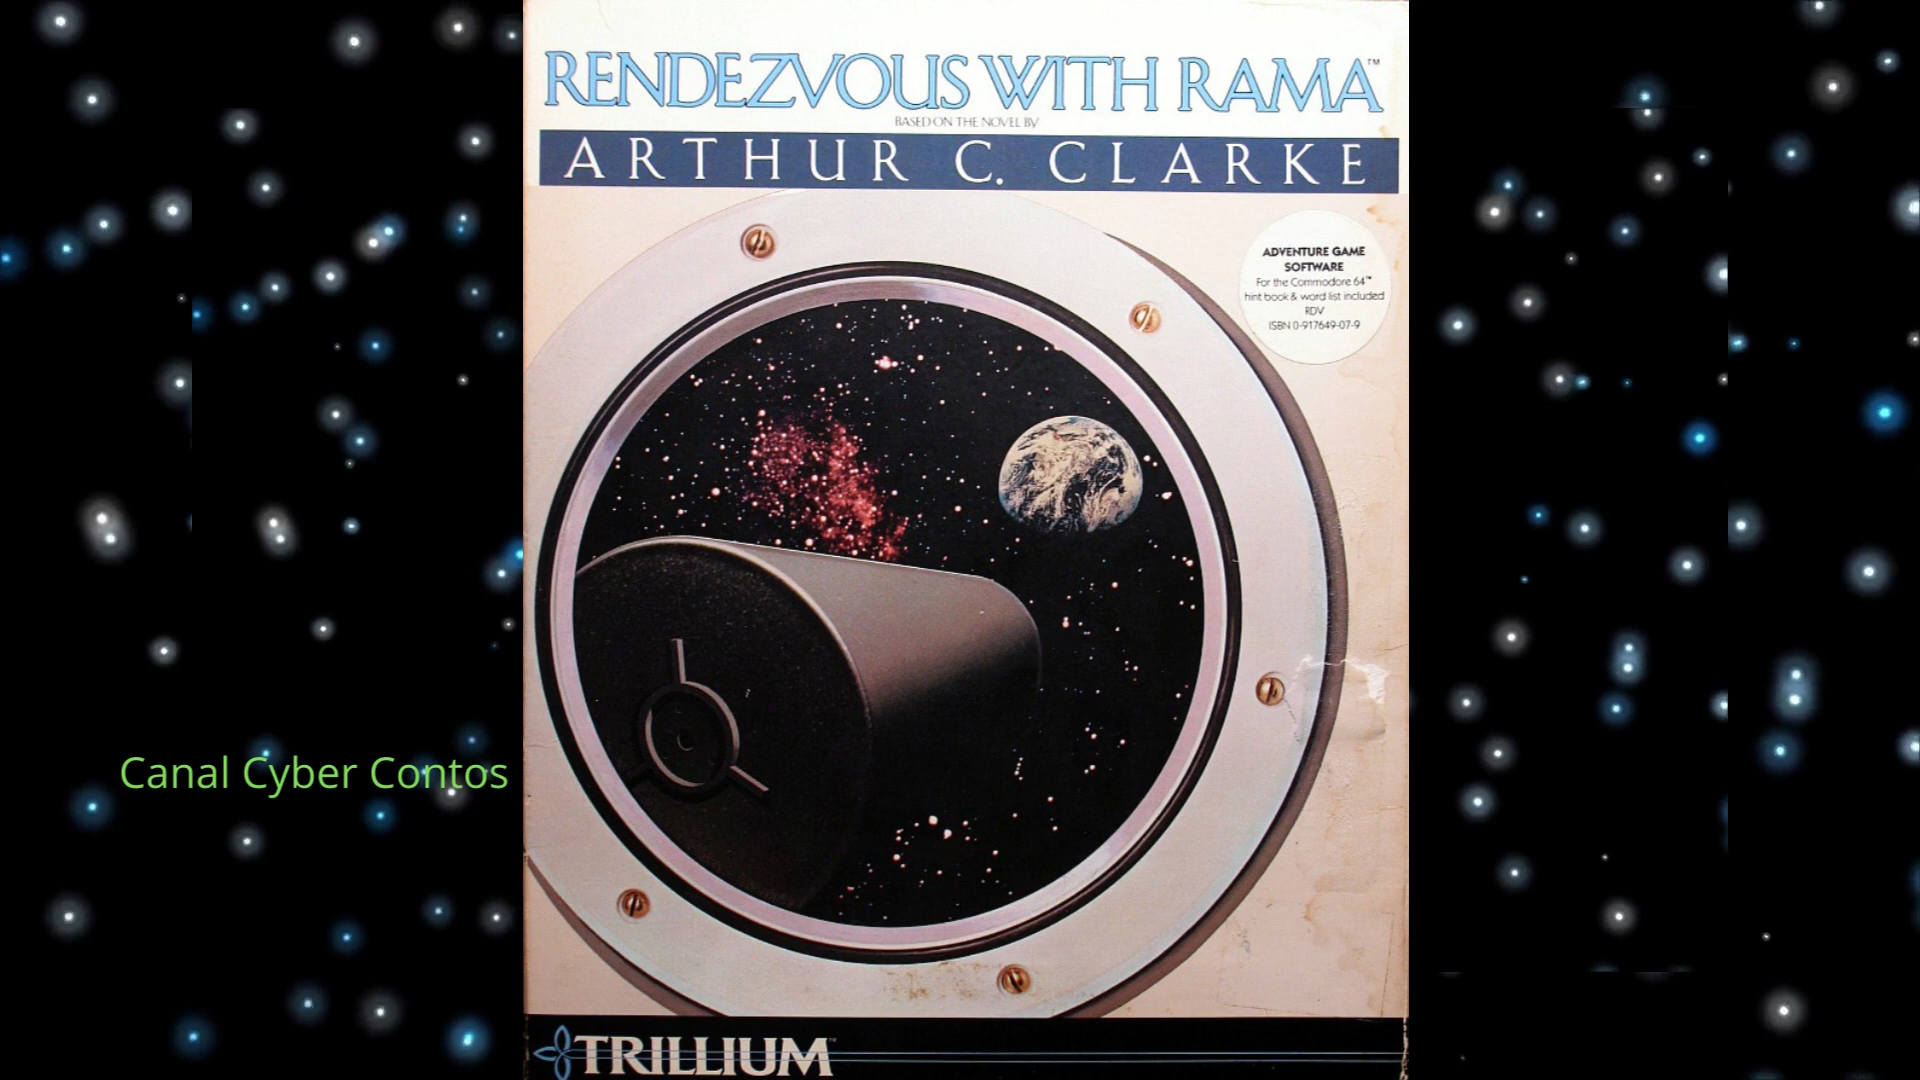 RENDEZVOUS WITH RAMA™
BASED ON THE NOVEL BY
ARTHUR C. CLARKE
ADVENTURE GAME
SOFTWARE
For the Commodore 64™
hint book & word list included
RDV
ISBN 0-917649-07-9
Canal Cyber Contos
TRILLIUM™